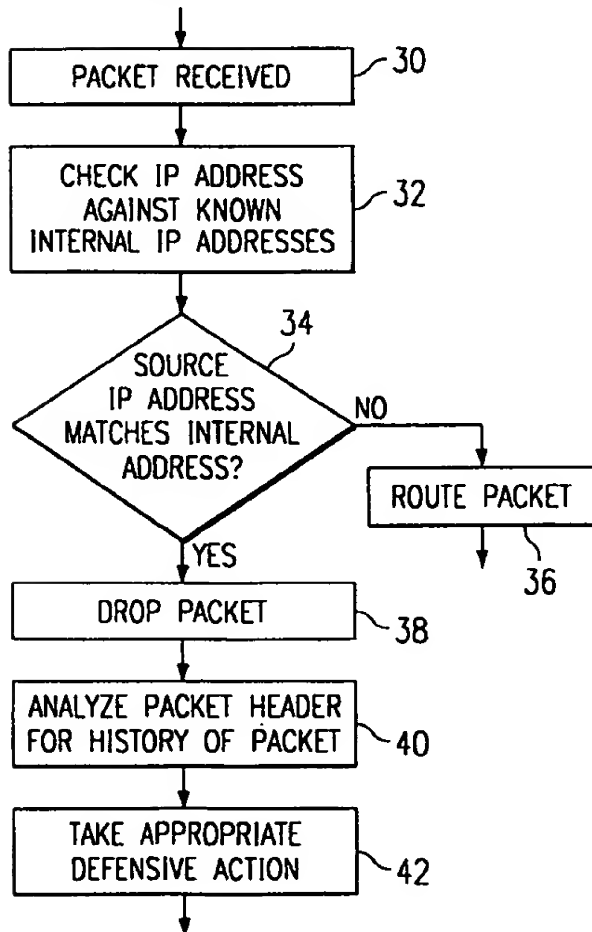 PACKET RECEIVED
30
CHECK IP ADDRESS
AGAINST KNOWN
INTERNAL IP ADDRESSES
32
34
SOURCE
IP ADDRESS
MATCHES INTERNAL
ADDRESS?
NO
ROUTE PACKET
36
YES
DROP PACKET
38
ANALYZE PACKET HEADER
FOR HISTORY OF PACKET
40
TAKE APPROPRIATE
DEFENSIVE ACTION
42